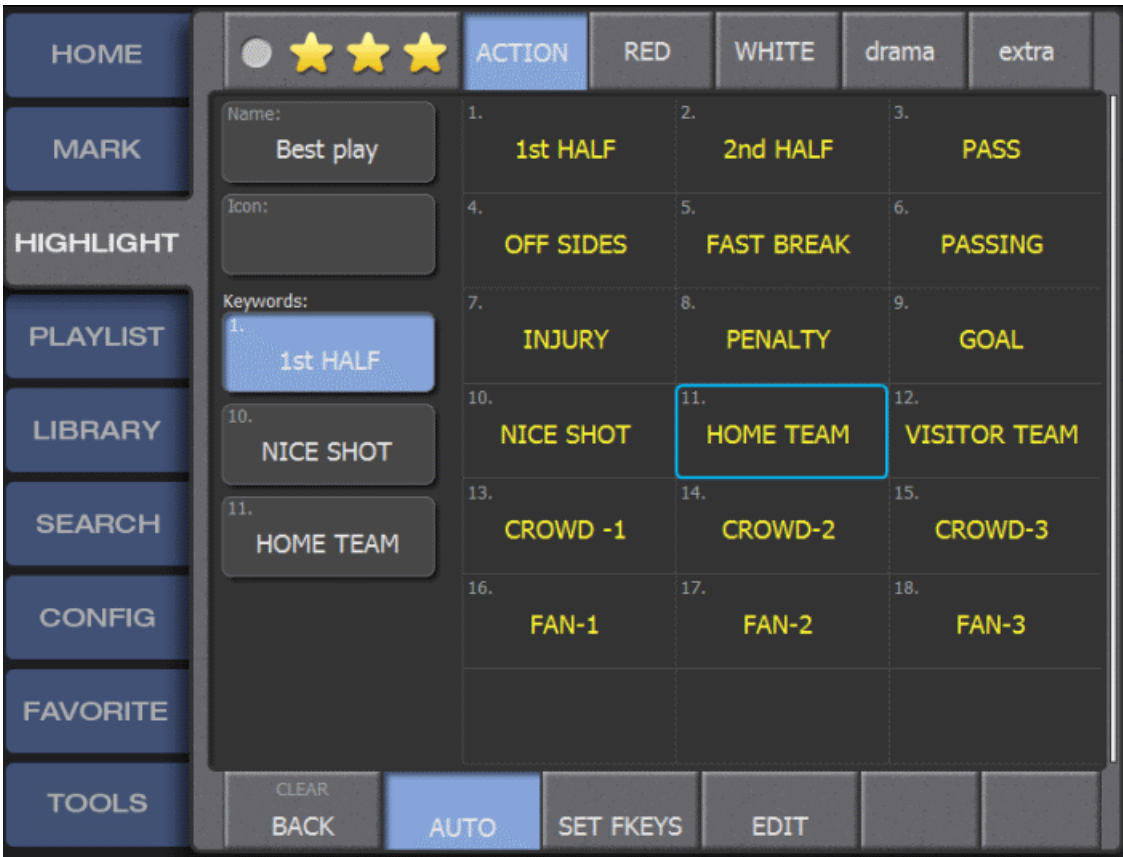 HOME
MARK
HIGHLIGHT
PLAYLIST
LIBRARY
SEARCH
CONFIG
FAVORITE
TOOLS
ACTION
RED
WHITE
drama
extra
Name:
Best play
Icon:
Keywords:
1.
1st HALF
10.
NICE SHOT
11.
HOME TEAM
1.
1st HALF
2.
2nd HALF
3.
PASS
4.
OFF SIDES
5.
FAST BREAK
6.
PASSING
7.
INJURY
8.
PENALTY
9.
GOAL
10.
NICE SHOT
11.
HOME TEAM
12.
VISITOR TEAM
13.
CROWD -1
14.
CROWD-2
15.
CROWD-3
16.
FAN-1
17.
FAN-2
18.
FAN-3
CLEAR
BACK
AUTO
SET FKEYS
EDIT